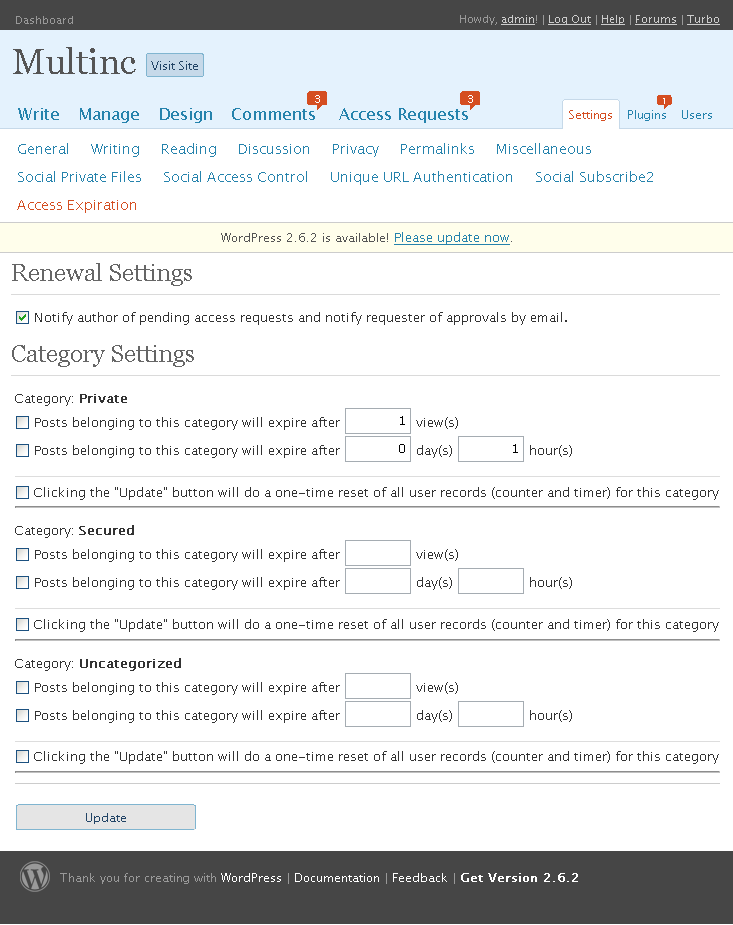 Dashboard
Howdy, admin! | Log Out | Help | Forums | Turbo
Multinc Visit Site
3 3 1
Write Manage Design Comments Access Requests Settings Plugins Users
General Writing Reading Discussion Privacy Permalinks Miscellaneous
Social Private Files Social Access Control Unique URL Authentication Social Subscribe2
Access Expiration
WordPress 2.6.2 is available! Please update now.
Renewal Settings
Notify author of pending access requests and notify requester of approvals by email.
Category Settings
Category: Private
Posts belonging to this category will expire after 1 view(s)
Posts belonging to this category will expire after 0 day(s) 1 hour(s)
Clicking the "Update" button will do a one-time reset of all user records (counter and timer) for this category
Category: Secured
Posts belonging to this category will expire after view(s)
Posts belonging to this category will expire after day(s) hour(s)
Clicking the "Update" button will do a one-time reset of all user records (counter and timer) for this category
Category: Uncategorized
Posts belonging to this category will expire after view(s)
Posts belonging to this category will expire after day(s) hour(s)
Clicking the "Update" button will do a one-time reset of all user records (counter and timer) for this category
Update
Thank you for creating with WordPress | Documentation | Feedback | Get Version 2.6.2